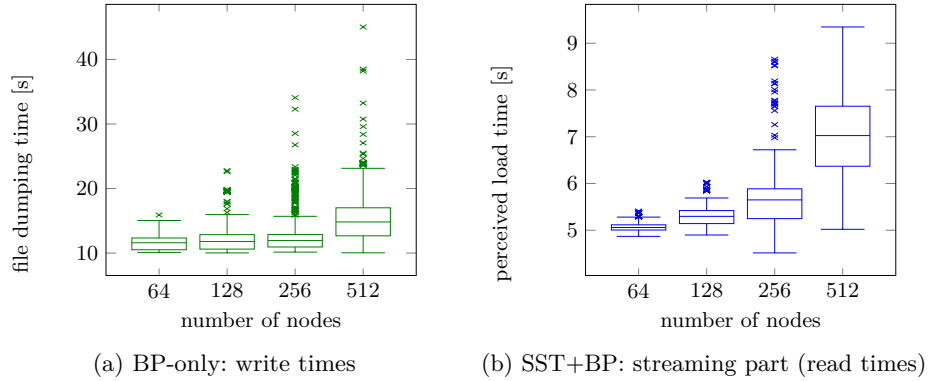 file dumping time [s]
40
30
20
10
64 128 256 512
number of nodes
(a) BP-only: write times
perceived load time [s]
9
8
7
6
5
64 128 256 512
number of nodes
(b) SST+BP: streaming part (read times)